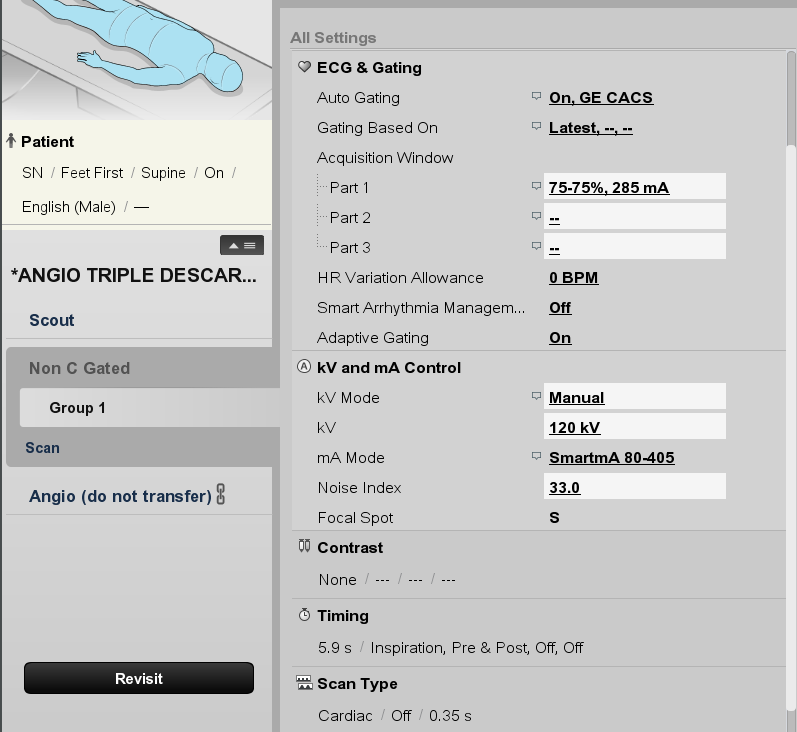 Patient
SN / Feet First / Supine / On /
English (Male) / —
*ANGIO TRIPLE DESCAR...
Scout
Non C Gated
Group 1
Scan
Angio (do not transfer)
Revisit
All Settings
ECG & Gating
Auto Gating On, GE CACS
Gating Based On Latest, --, --
Acquisition Window
Part 1 75-75%, 285 mA
Part 2 --
Part 3 --
HR Variation Allowance 0 BPM
Smart Arrhythmia Managem... Off
Adaptive Gating On
A kV and mA Control
kV Mode Manual
kV 120 kV
mA Mode SmartmA 80-405
Noise Index 33.0
Focal Spot S
Contrast
None / --- / --- / ---
Timing
5.9 s / Inspiration, Pre & Post, Off, Off
Scan Type
Cardiac / Off / 0.35 s